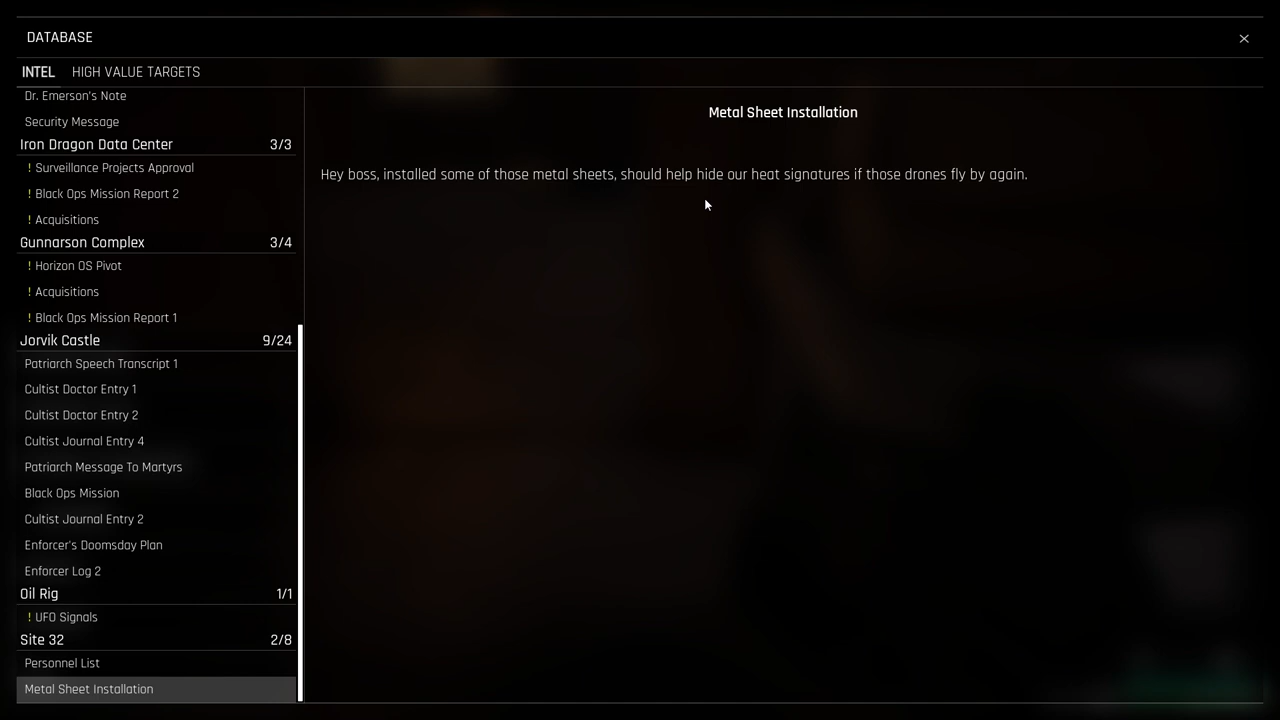 DATABASE
INTEL HIGH VALUE TARGETS
Dr. Emerson's Note
Security Message
Iron Dragon Data Center 3/3
! Surveillance Projects Approval
! Black Ops Mission Report 2
! Acquisitions
Gunnarson Complex 3/4
! Horizon OS Pivot
! Acquisitions
! Black Ops Mission Report 1
Jorvik Castle 9/24
Patriarch Speech Transcript 1
Cultist Doctor Entry 1
Cultist Doctor Entry 2
Cultist Journal Entry 4
Patriarch Message To Martyrs
Black Ops Mission
Cultist Journal Entry 2
Enforcer's Doomsday Plan
Enforcer Log 2
Oil Rig 1/1
! UFO Signals
Site 32 2/8
Personnel List
Metal Sheet Installation
Metal Sheet Installation
Hey boss, installed some of those metal sheets, should help hide our heat signatures if those drones fly by again.